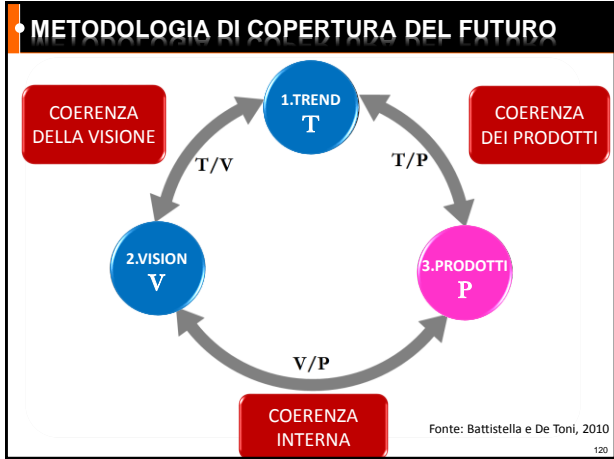 METODOLOGIA DI COPERTURA DEL FUTURO
COERENZA
DELLA VISIONE
1.TREND
T
COERENZA
DEI PRODOTTI
T/V
T/P
2.VISION
V
3.PRODOTTI
P
V/P
COERENZA
INTERNA
Fonte: Battistella e De Toni, 2010
120